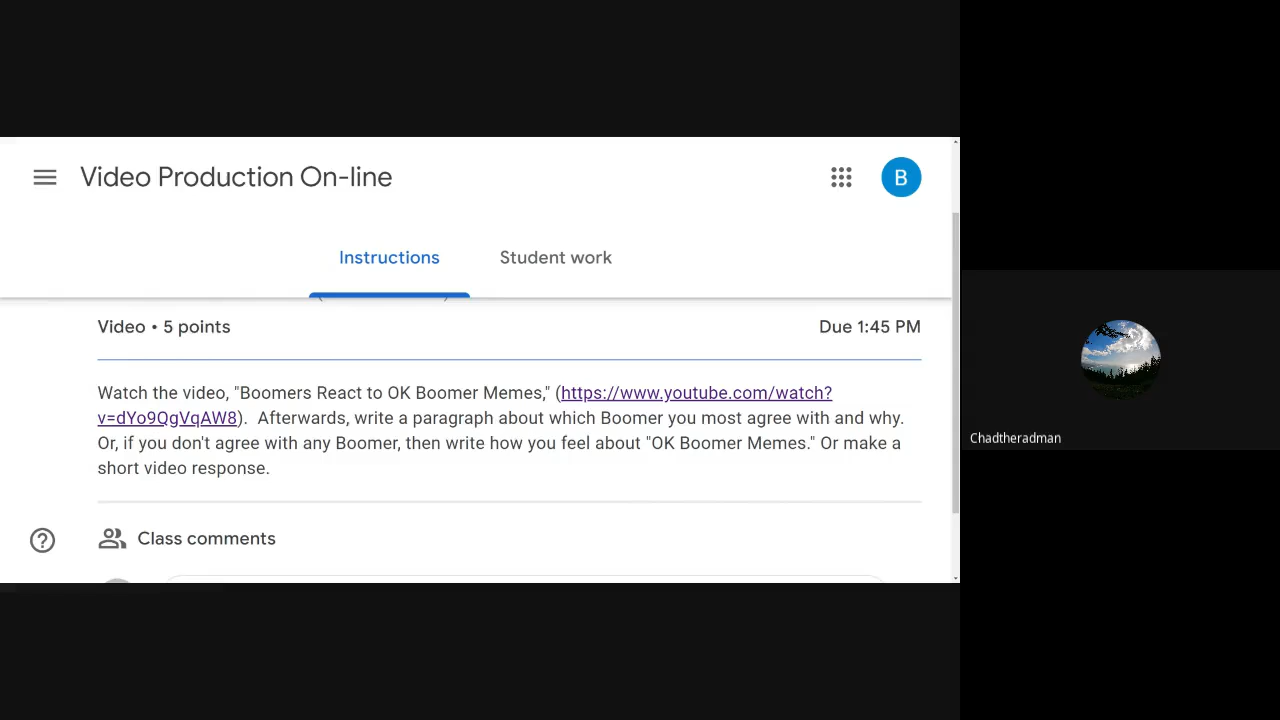 Video Production On-line
B
Instructions
Student work
Video • 5 points
Due 1:45 PM
Watch the video, "Boomers React to OK Boomer Memes," (https://www.youtube.com/watch?
v=dYo9QgVqAW8).  Afterwards, write a paragraph about which Boomer you most agree with and why.
Or, if you don't agree with any Boomer, then write how you feel about "OK Boomer Memes." Or make a
short video response.
Chadtheradman
?
Class comments